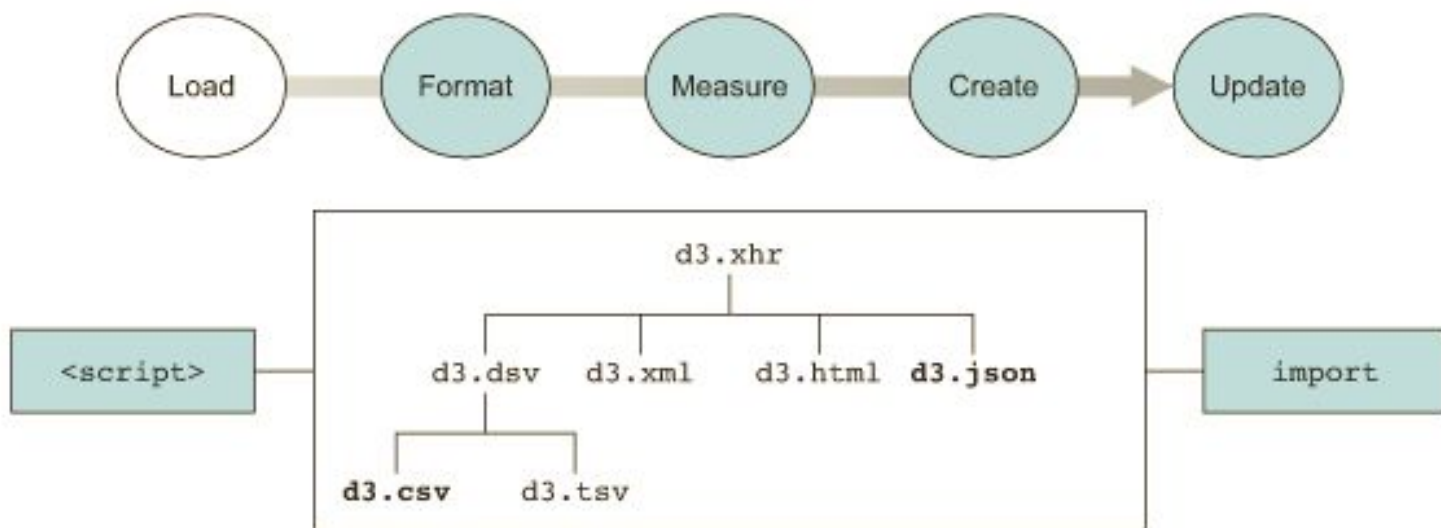 Load Format Measure Create Update
d3.xhr
<script> d3.dsv d3.xml d3.html d3.json import
d3.csv d3.tsv